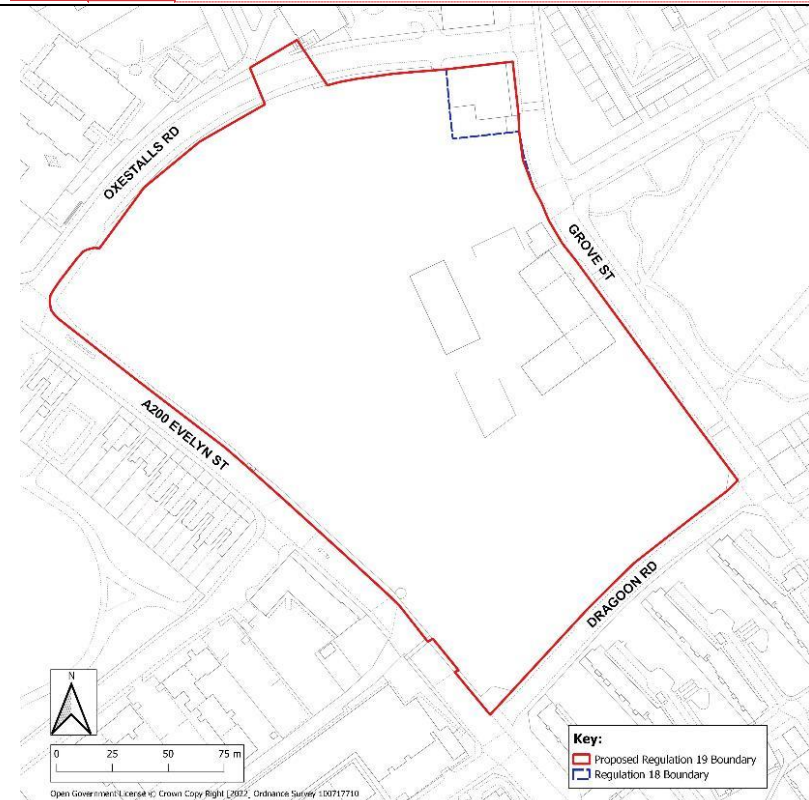 OXESTALLS RD
GROVE ST
A200 EVELYN ST
DRAGOON RD
N
0 25 50 75 m
Key:
Proposed Regulation 19 Boundary
Regulation 18 Boundary
Open Government License © Crown Copy Right [2022], Ordnance Survey 100717710